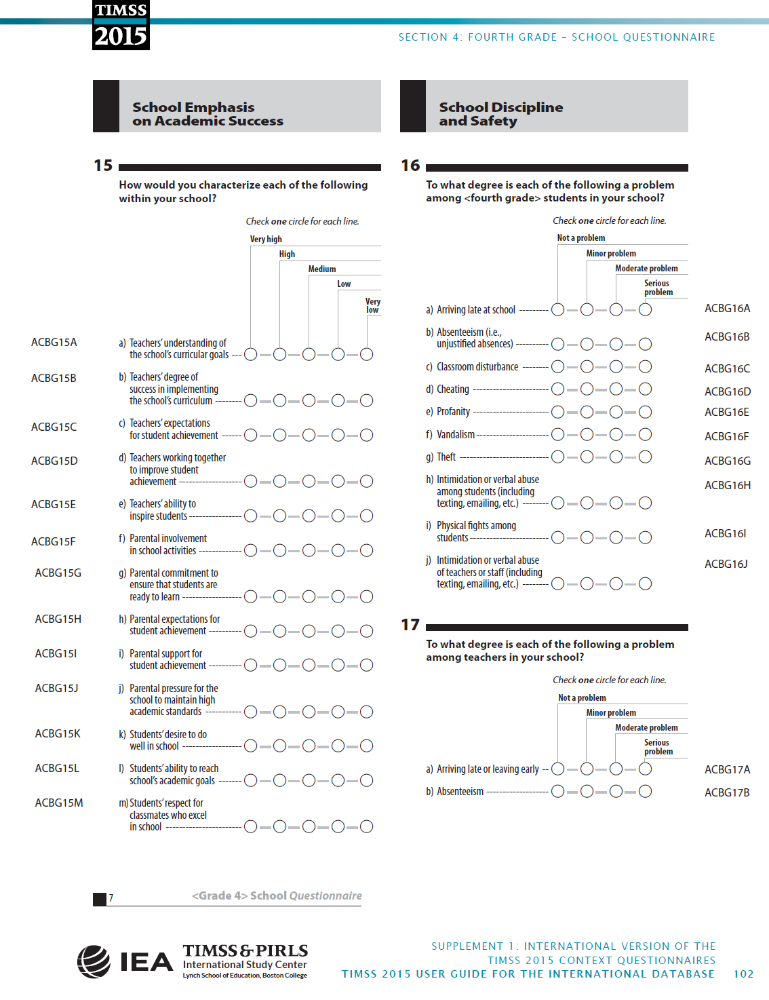 TIMSS
2015
SECTION 4: FOURTH GRADE – SCHOOL QUESTIONNAIRE
School Emphasis
on Academic Success
15
How would you characterize each of the following
within your school?
Check one circle for each line.
Very high
High
Medium
Low
Very
low
ACBG15A
a) Teachers’ understanding of
the school’s curricular goals ---
ACBG15B
b) Teachers’ degree of
success in implementing
the school’s curriculum --------
ACBG15C
c) Teachers’ expectations
for student achievement ------
ACBG15D
d) Teachers working together
to improve student
achievement -------------------
ACBG15E
e) Teachers’ ability to
inspire students ----------------
ACBG15F
f) Parental involvement
in school activities -------------
ACBG15G
g) Parental commitment to
ensure that students are
ready to learn ------------------
ACBG15H
h) Parental expectations for
student achievement ----------
ACBG15I
i) Parental support for
student achievement ----------
ACBG15J
j) Parental pressure for the
school to maintain high
academic standards -----------
ACBG15K
k) Students’ desire to do
well in school ------------------
ACBG15L
l) Students’ ability to reach
school’s academic goals -------
ACBG15M
m) Students’ respect for
classmates who excel
in school -----------------------
School Discipline
and Safety
16
To what degree is each of the following a problem
among <fourth grade> students in your school?
Check one circle for each line.
Not a problem
Minor problem
Moderate problem
Serious
problem
a) Arriving late at school ---------
ACBG16A
b) Absenteeism (i.e.,
unjustified absences) ----------
ACBG16B
c) Classroom disturbance --------
ACBG16C
d) Cheating -----------------------
ACBG16D
e) Profanity -----------------------
ACBG16E
f) Vandalism ----------------------
ACBG16F
g) Theft ---------------------------
ACBG16G
h) Intimidation or verbal abuse
among students (including
texting, emailing, etc.) --------
ACBG16H
i) Physical fights among
students ------------------------
ACBG16I
j) Intimidation or verbal abuse
of teachers or staff (including
texting, emailing, etc.) --------
ACBG16J
17
To what degree is each of the following a problem
among teachers in your school?
Check one circle for each line.
Not a problem
Minor problem
Moderate problem
Serious
problem
a) Arriving late or leaving early --
ACBG17A
b) Absenteeism -------------------
ACBG17B
7
<Grade 4> School Questionnaire
IEA
TIMSS & PIRLS
International Study Center
Lynch School of Education, Boston College
SUPPLEMENT 1: INTERNATIONAL VERSION OF THE
TIMSS 2015 CONTEXT QUESTIONNAIRES
TIMSS 2015 USER GUIDE FOR THE INTERNATIONAL DATABASE 102